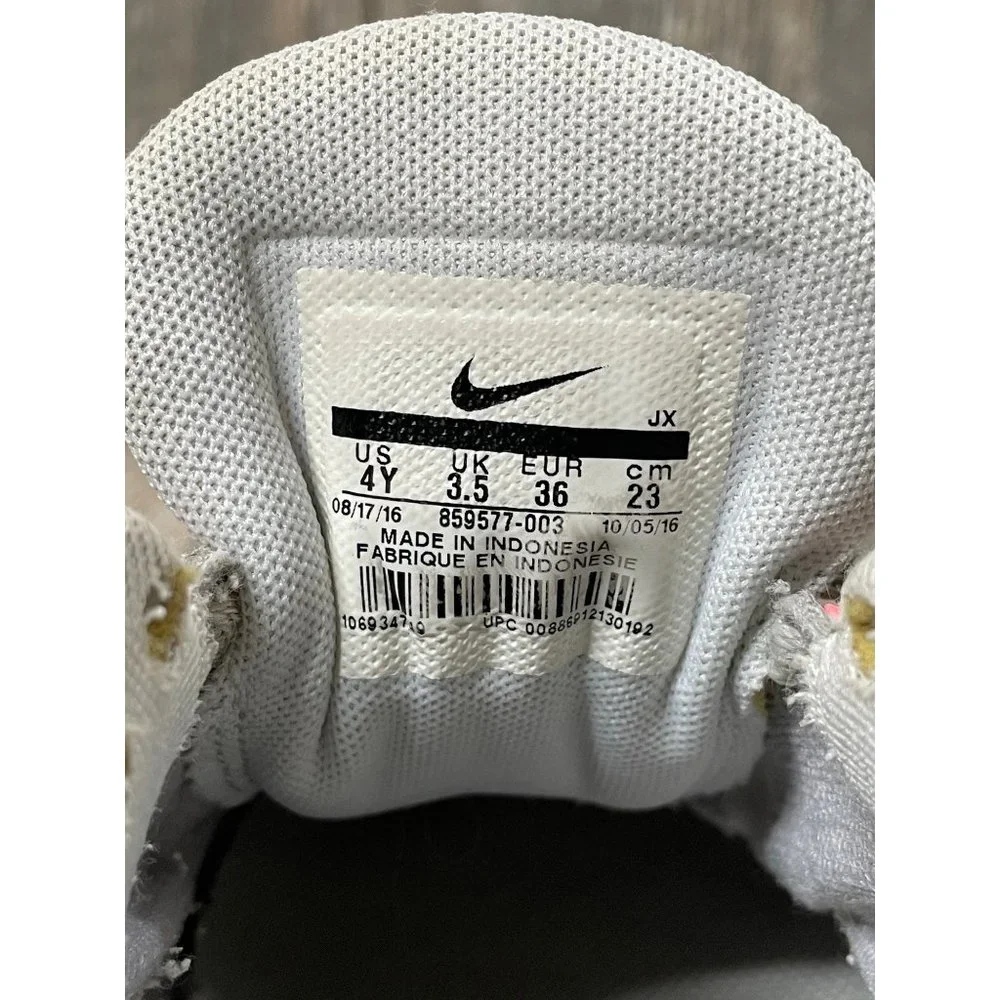 JX
US UK EUR cm
4Y 3.5 36 23
08/17/16 859577-003 10/05/16
MADE IN INDONESIA
FABRIQUE EN INDONESIE
UPC 00886912130192